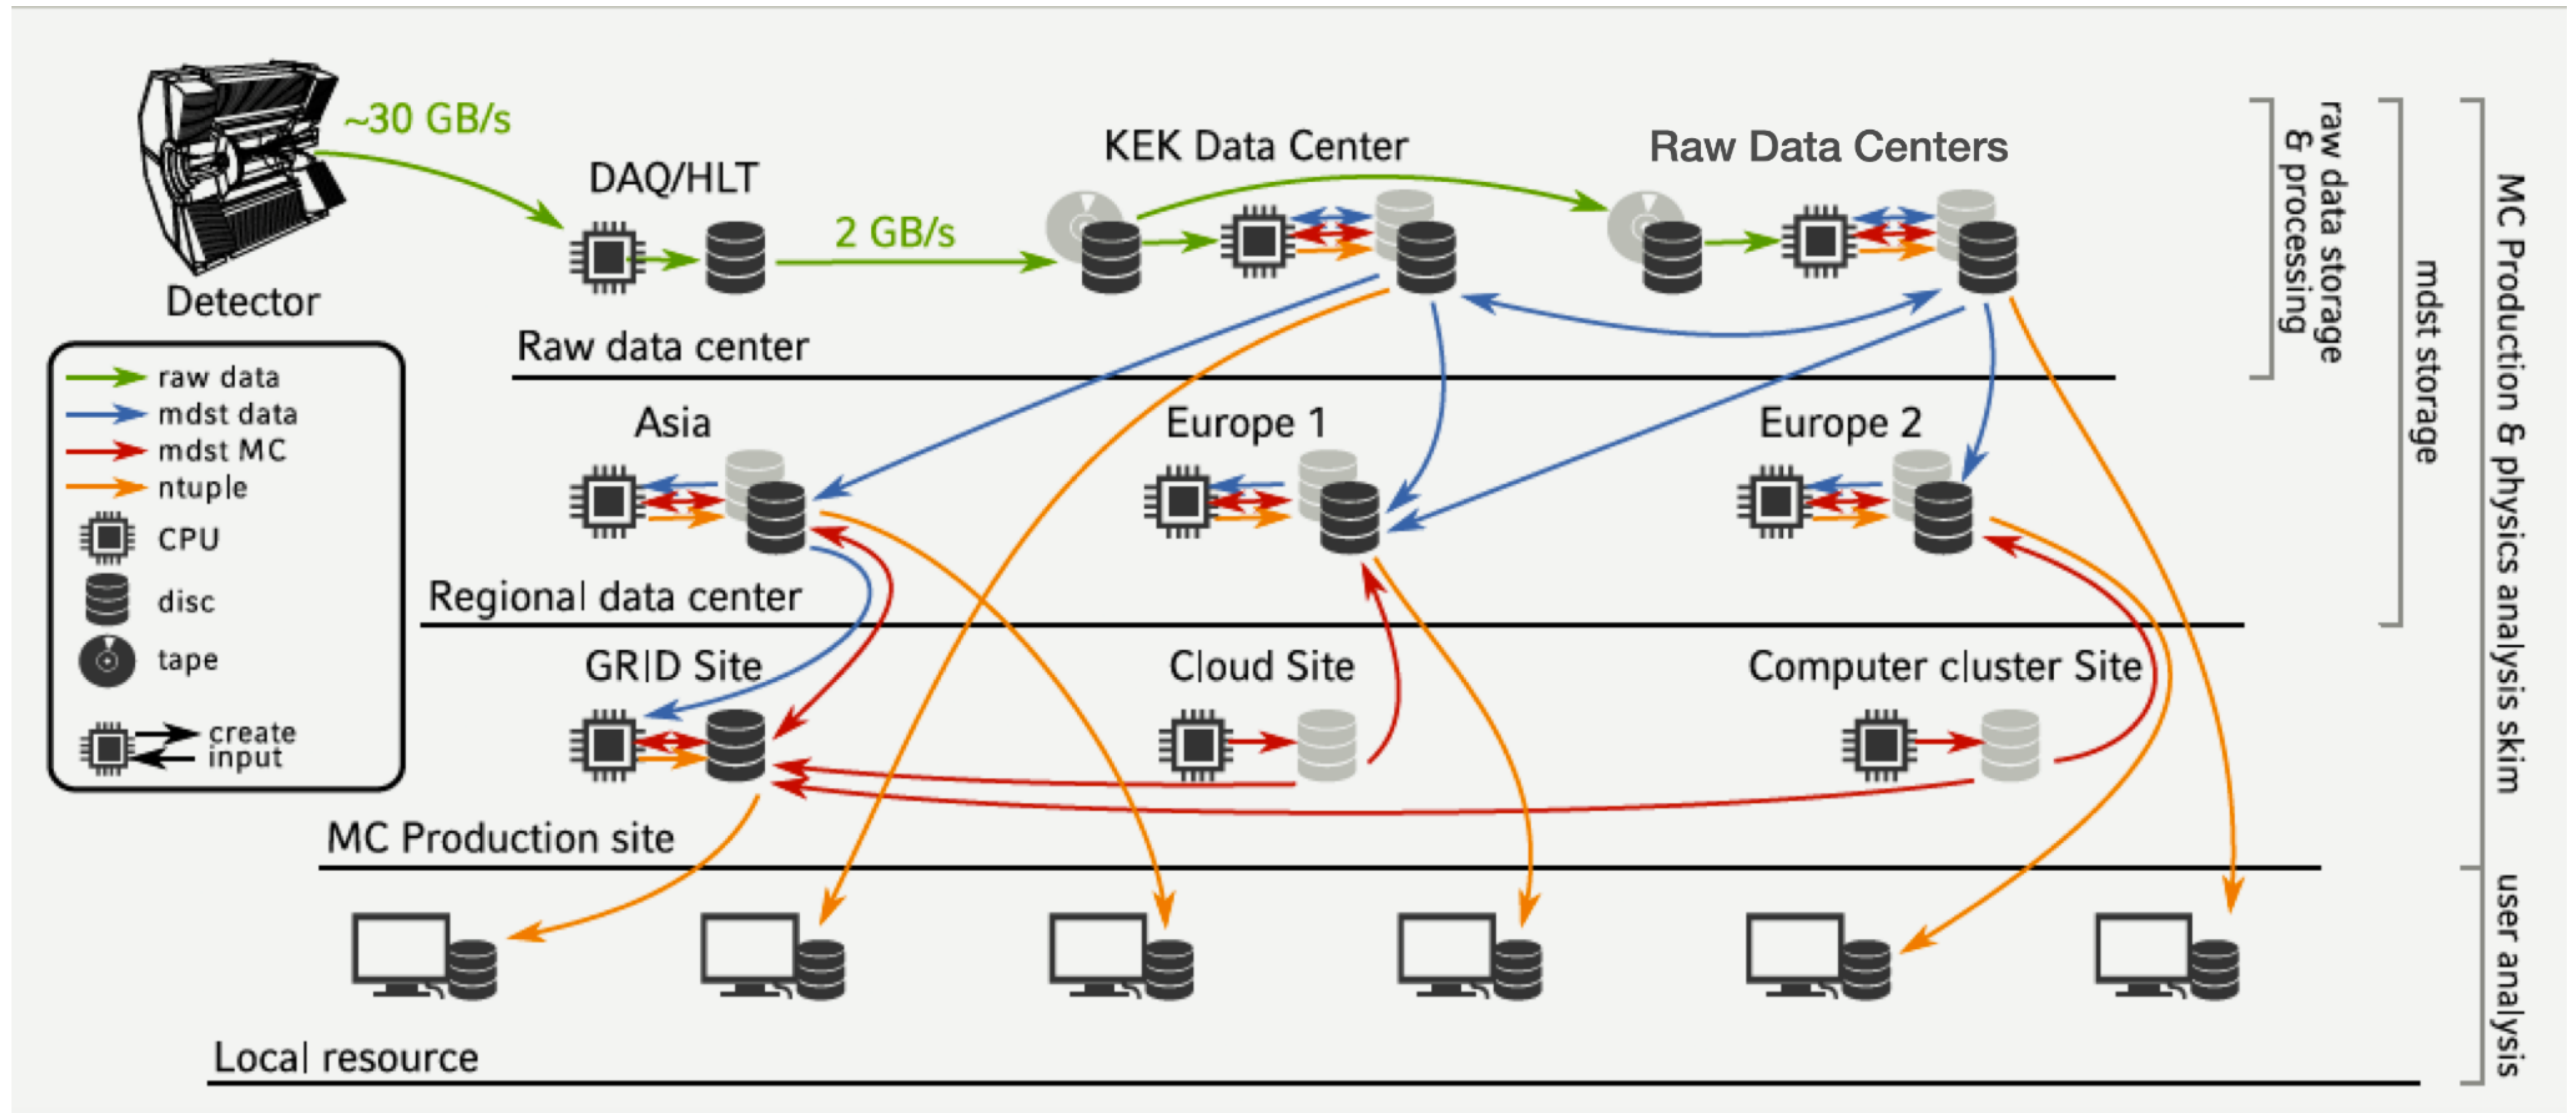 ~30 GB/s
DAQ/HLT
2 GB/s
KEK Data Center
Raw Data Centers
Detector
Raw data center
raw data
mdst data
mdst MC
ntuple
CPU
disc
tape
create
input
Asia
Europe 1
Europe 2
Regional data center
GRID Site
Cloud Site
Computer cluster Site
MC Production site
Local resource
raw data storage
& processing
mdst storage
MC Production & physics analysis skim
user analysis